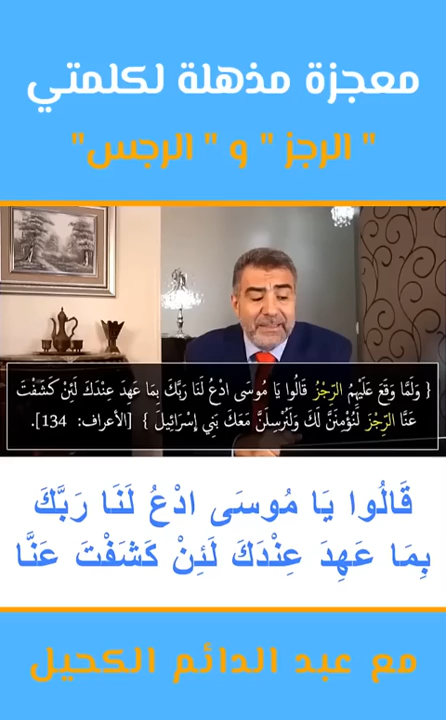 معجزة مذهلة لكلمتي
" الرجز " و " الرجس"
{ وَلَمَّا وَقَعَ عَلَيْهِمُ الرِّجْزُ قَالُوا يَا مُوسَى ادْعُ لَنَا رَبَّكَ بِمَا عَهِدَ عِنْدَكَ لَئِنْ كَشَفْتَ
عَنَّا الرِّجْزَ لَنُؤْمِنَنَّ لَكَ وَلَنُرْسِلَنَّ مَعَكَ بَنِي إِسْرَائِيلَ } [الأعراف: 134].
قَالُوا يَا مُوسَى ادْعُ لَنَا رَبَّكَ
بِمَا عَهِدَ عِنْدَكَ لَئِنْ كَشَفْتَ عَنَّا
مع عبد الدائم الكحيل